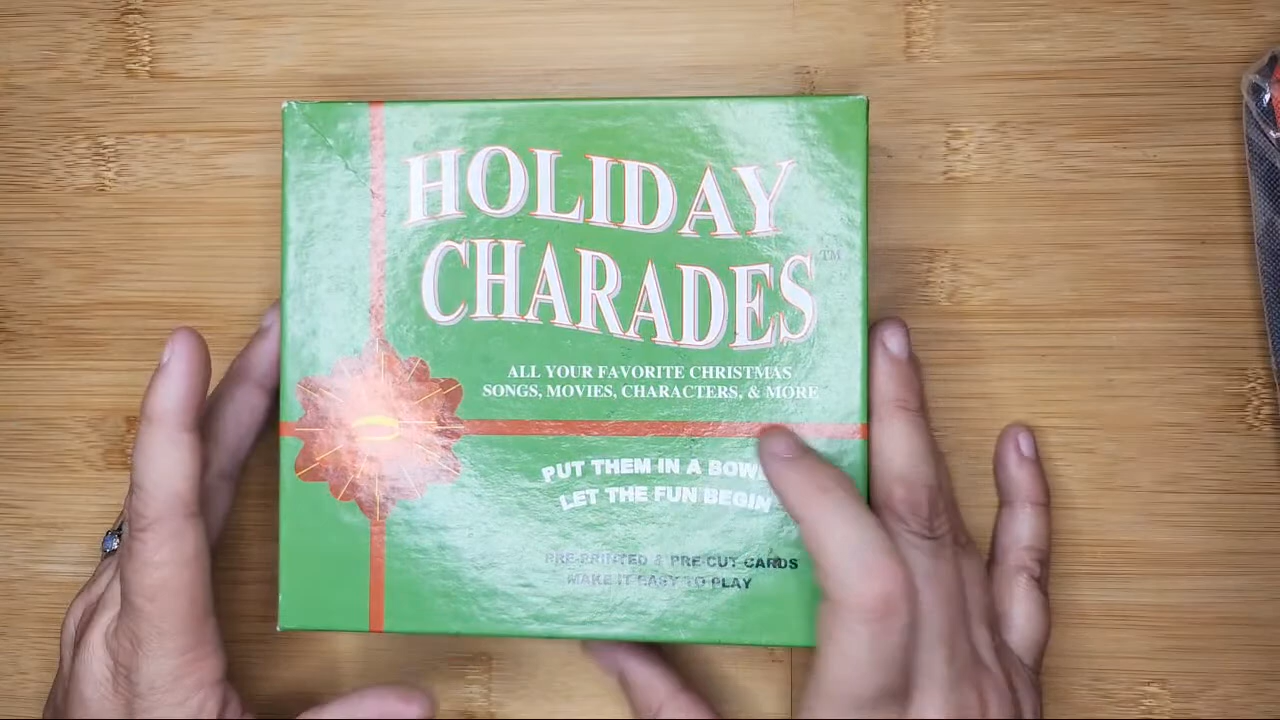 HOLIDAY
CHARADES™
ALL YOUR FAVORITE CHRISTMAS
SONGS, MOVIES, CHARACTERS, & MORE
PUT THEM IN A BOWL
LET THE FUN BEGIN
PRE-PRINTED & PRE-CUT CARDS
MAKE IT EASY TO PLAY